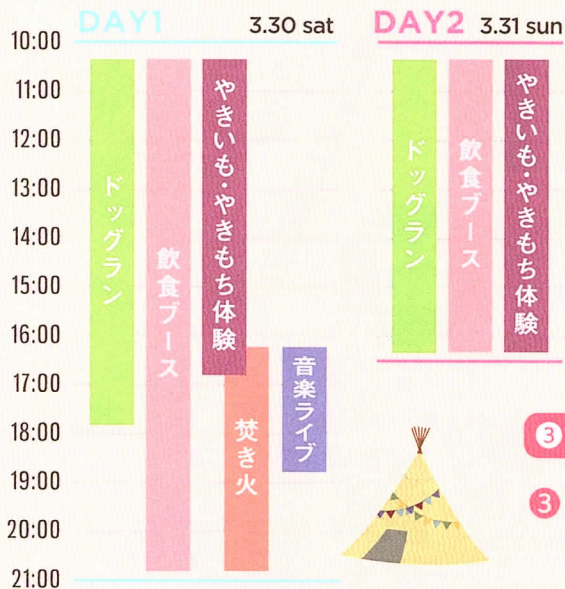 DAY1 3.30 sat
DAY2 3.31 sun
10:00
11:00
12:00
13:00
14:00
15:00
16:00
17:00
18:00
19:00
20:00
21:00
ドッグラン
飲食ブース
やきいも・やきもち体験
焚き火
音楽ライブ
ドッグラン
飲食ブース
やきいも・やきもち体験
3
3